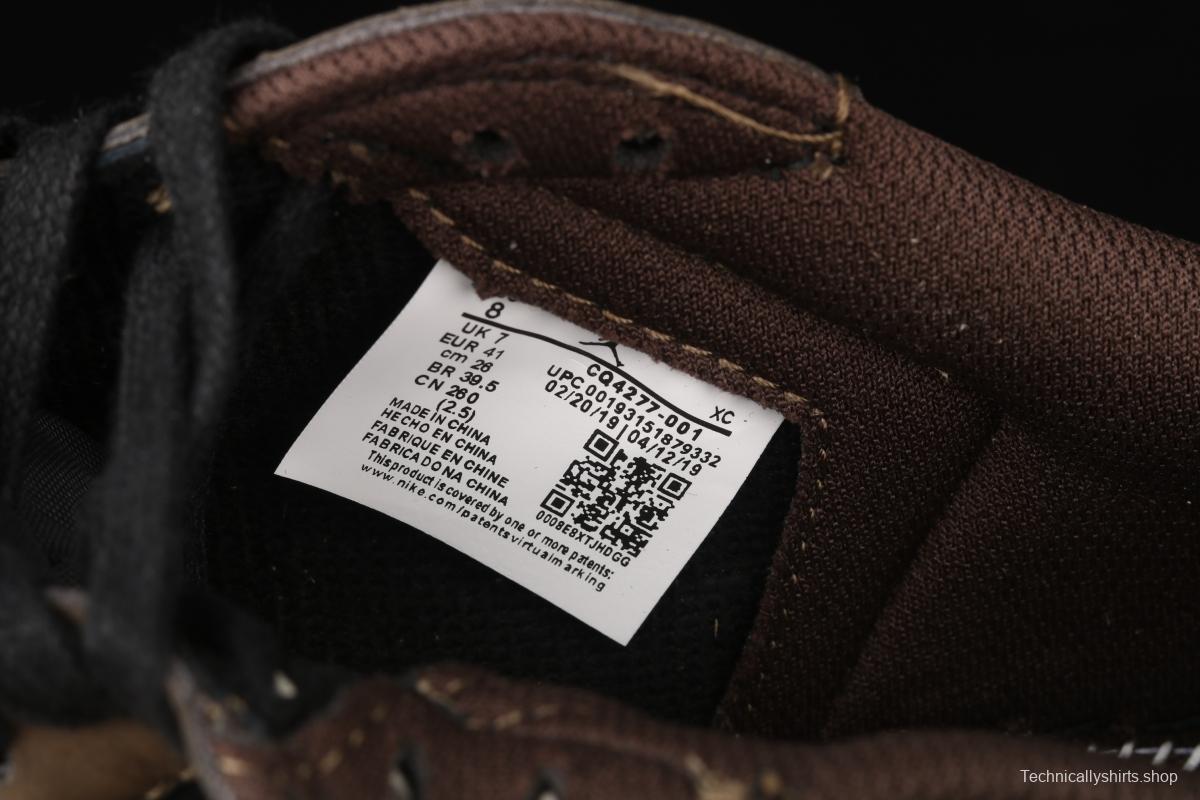 8
UK 7
EUR 41
cm 26
BR 39.5
CN 260
(2.5)
MADE IN CHINA
HECHO EN CHINA
FABRIQUE EN CHINE
FABRICADO NA CHINA
This product is covered by one or more patents:
www.nike.com/patentsvirtualmarking
XC
CQ4277-001
UPC 00193151879332
02/20/19 | 04/12/19
0008E8XTJHDGG
Technicallyshirts.shop